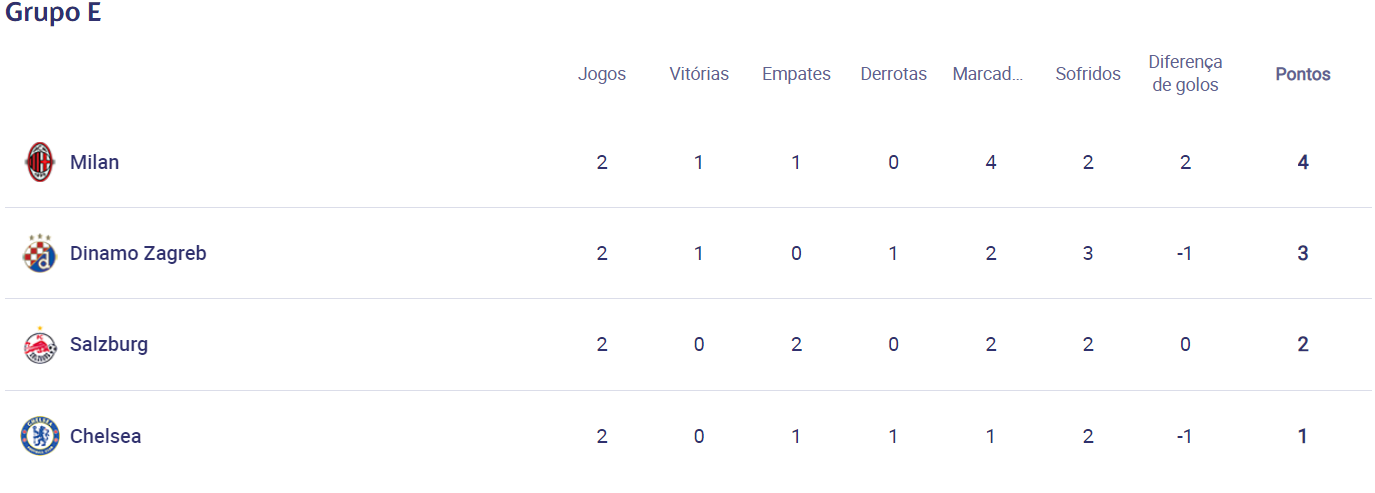 Grupo E
Jogos Vitórias Empates Derrotas Marcad... Sofridos Diferença de golos Pontos
Milan 2 1 1 0 4 2 2 4
Dinamo Zagreb 2 1 0 1 2 3 -1 3
Salzburg 2 0 2 0 2 2 0 2
Chelsea 2 0 1 1 1 2 -1 1